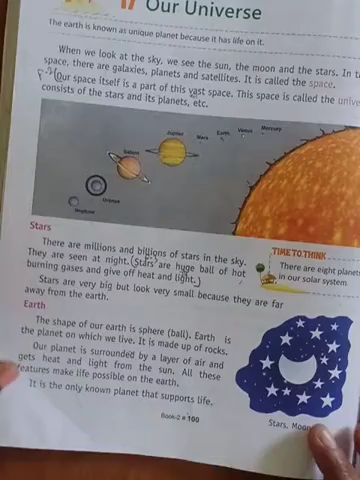 17 Our Universe
The earth is known as unique planet because it has life on it.
When we look at the sky, we see the sun, the moon and the stars. In
space, there are galaxies, planets and satellites. It is called the space.
Our space itself is a part of this vast space. This space is called the
consists of the stars and its planets, etc.
Jupiter Mars Earth Venus Mercury
Saturn
Uranus
Neptune
Stars
There are millions and billions of stars in the sky.
They are seen at night. (Stars are huge ball of hot
burning gases and give off heat and light.)
Stars are very big but look very small because they are far
away from the earth.
TIME TO THINK
There are eight planets
in our solar system.
Earth
The shape of our earth is sphere (ball). Earth is
the planet on which we live. It is made up of rocks.
Our planet is surrounded by a layer of air and
gets heat and light from the sun. All these
features make life possible on the earth.
It is the only known planet that supports life.
Stars, Moon
Book-2 • 100